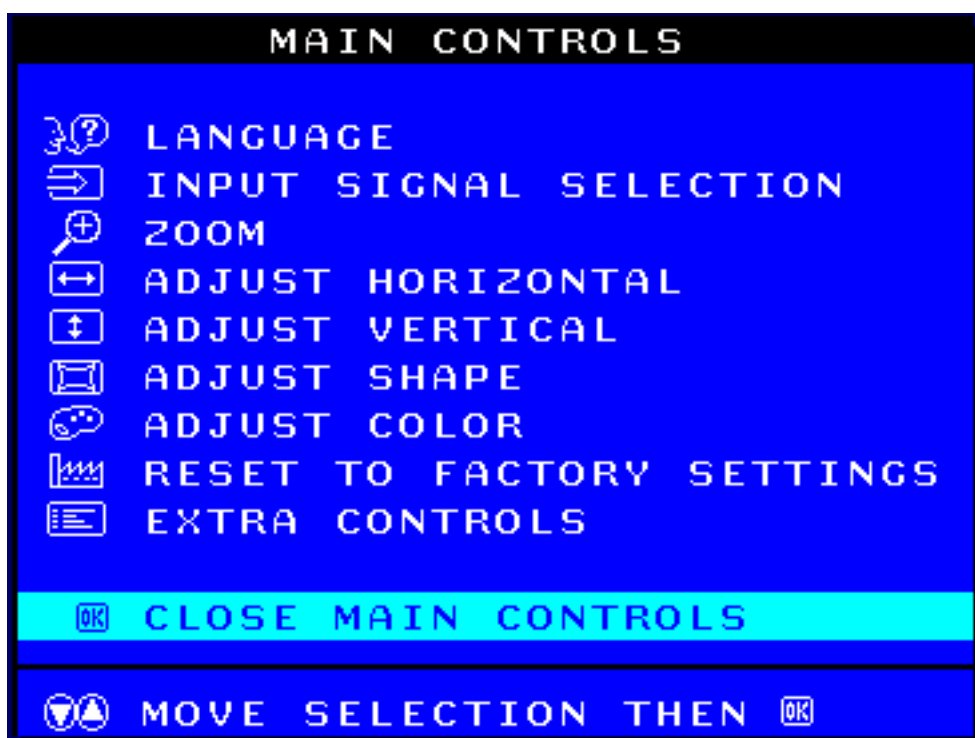 MAIN CONTROLS
LANGUAGE
INPUT SIGNAL SELECTION
ZOOM
ADJUST HORIZONTAL
ADJUST VERTICAL
ADJUST SHAPE
ADJUST COLOR
RESET TO FACTORY SETTINGS
EXTRA CONTROLS
OK CLOSE MAIN CONTROLS
MOVE SELECTION THEN OK